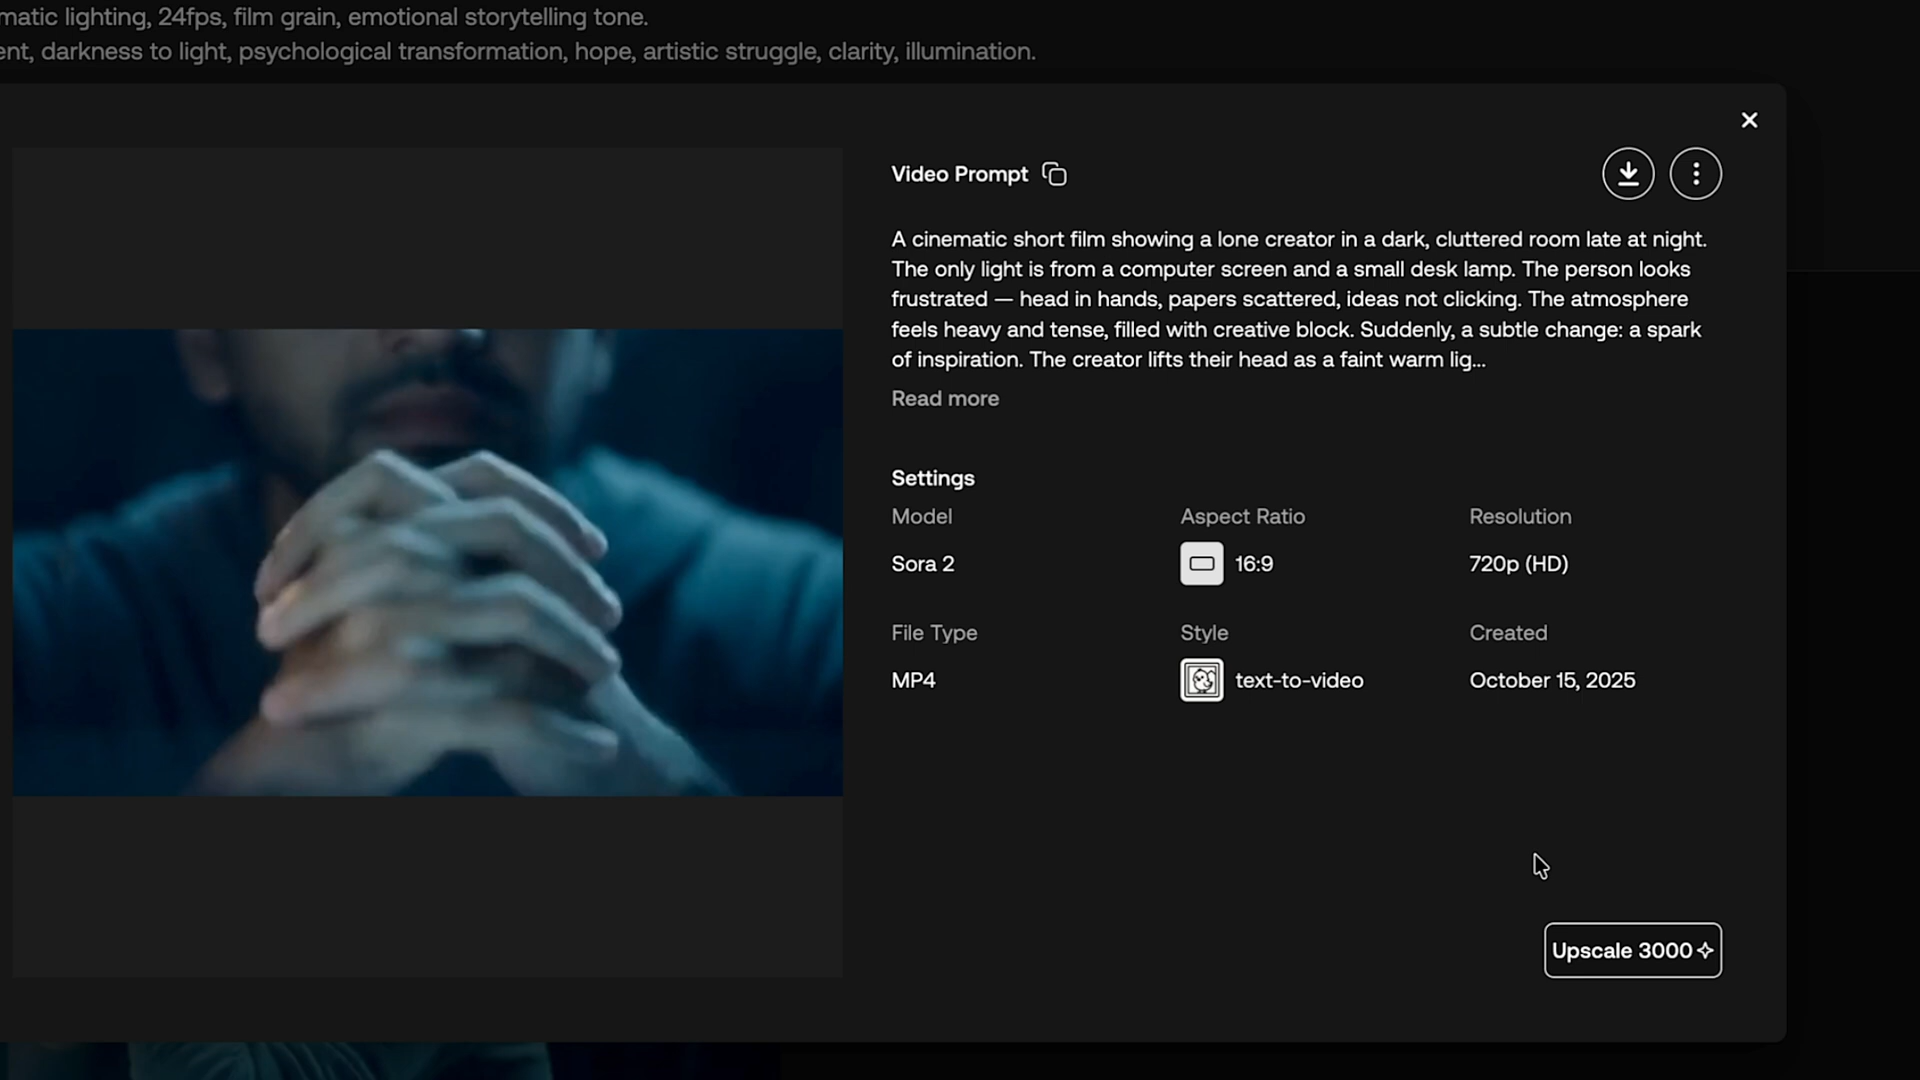 matic lighting, 24fps, film grain, emotional storytelling tone.
ent, darkness to light, psychological transformation, hope, artistic struggle, clarity, illumination.
Video Prompt
A cinematic short film showing a lone creator in a dark, cluttered room late at night.
The only light is from a computer screen and a small desk lamp. The person looks
frustrated — head in hands, papers scattered, ideas not clicking. The atmosphere
feels heavy and tense, filled with creative block. Suddenly, a subtle change: a spark
of inspiration. The creator lifts their head as a faint warm lig...
Read more
Settings
Model
Aspect Ratio
Resolution
Sora 2
16:9
720p (HD)
File Type
Style
Created
MP4
text-to-video
October 15, 2025
Upscale 3000